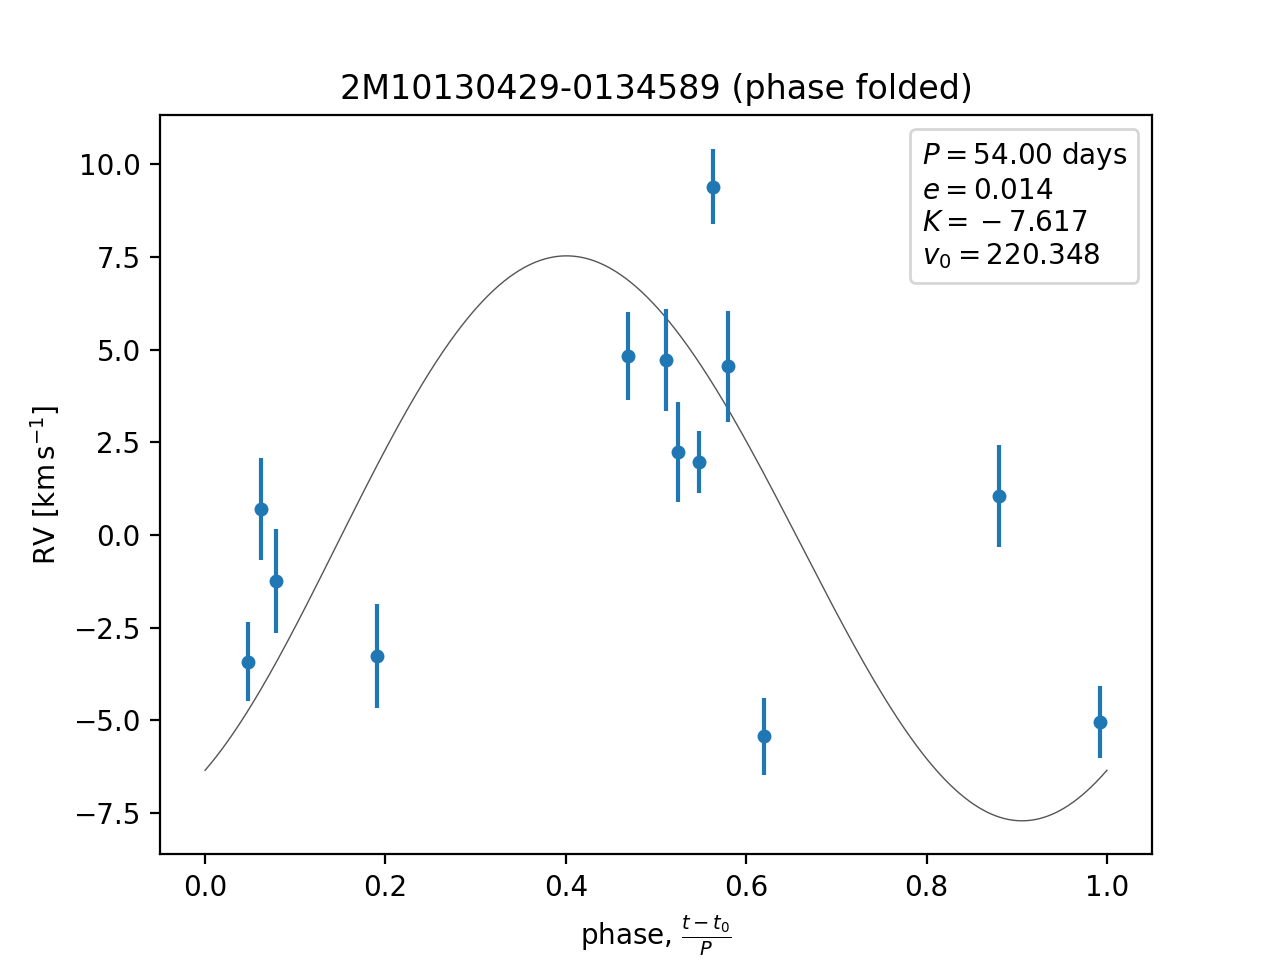 2M10130429-0134589 (phase folded)
P = 54.00 days
e = 0.014
K = −7.617
v₀ = 220.348
10.0
7.5
5.0
2.5
0.0
−2.5
−5.0
−7.5
RV [km s⁻¹]
0.0 0.2 0.4 0.6 0.8 1.0
phase, (t − t₀)/P